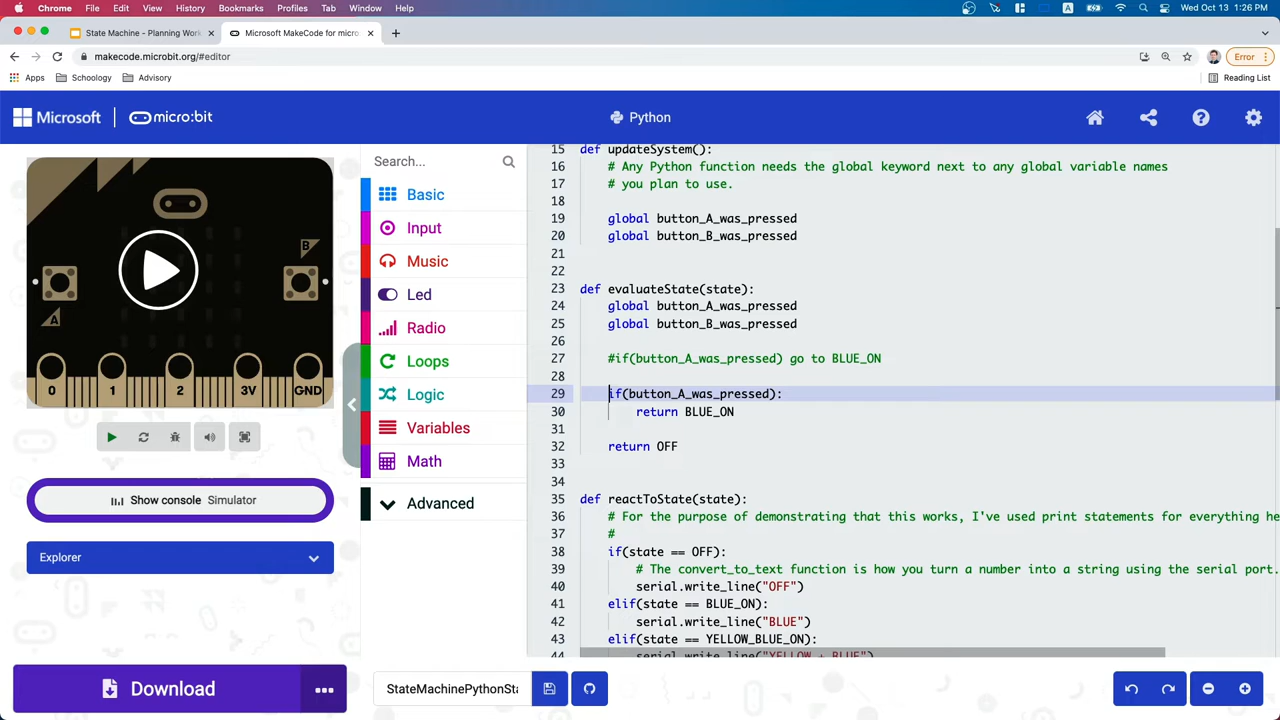 Chrome File Edit View History Bookmarks Profiles Tab Window Help A Wed Oct 13 1:26 PM
State Machine - Planning Work × Microsoft MakeCode for micro: × +
makecode.microbit.org/#editor Error
Apps Schoology Advisory Reading List
Microsoft micro:bit Python
Search...
Basic
Input
Music
Led
Radio
Loops
Logic
Variables
Math
Advanced
B
A
0 1 2 3V GND
Show console Simulator
Explorer
Download ...
StateMachinePythonSta
15 def updateSystem():
16 # Any Python function needs the global keyword next to any global variable names
17 # you plan to use.
18
19 global button_A_was_pressed
20 global button_B_was_pressed
21
22
23 def evaluateState(state):
24 global button_A_was_pressed
25 global button_B_was_pressed
26
27 #if(button_A_was_pressed) go to BLUE_ON
28
29 if(button_A_was_pressed):
30 return BLUE_ON
31
32 return OFF
33
34
35 def reactToState(state):
36 # For the purpose of demonstrating that this works, I've used print statements for everything he
37 #
38 if(state == OFF):
39 # The convert_to_text function is how you turn a number into a string using the serial port.
40 serial.write_line("OFF")
41 elif(state == BLUE_ON):
42 serial.write_line("BLUE")
43 elif(state == YELLOW_BLUE_ON):
44 serial.write_line("YELLOW + BLUE")